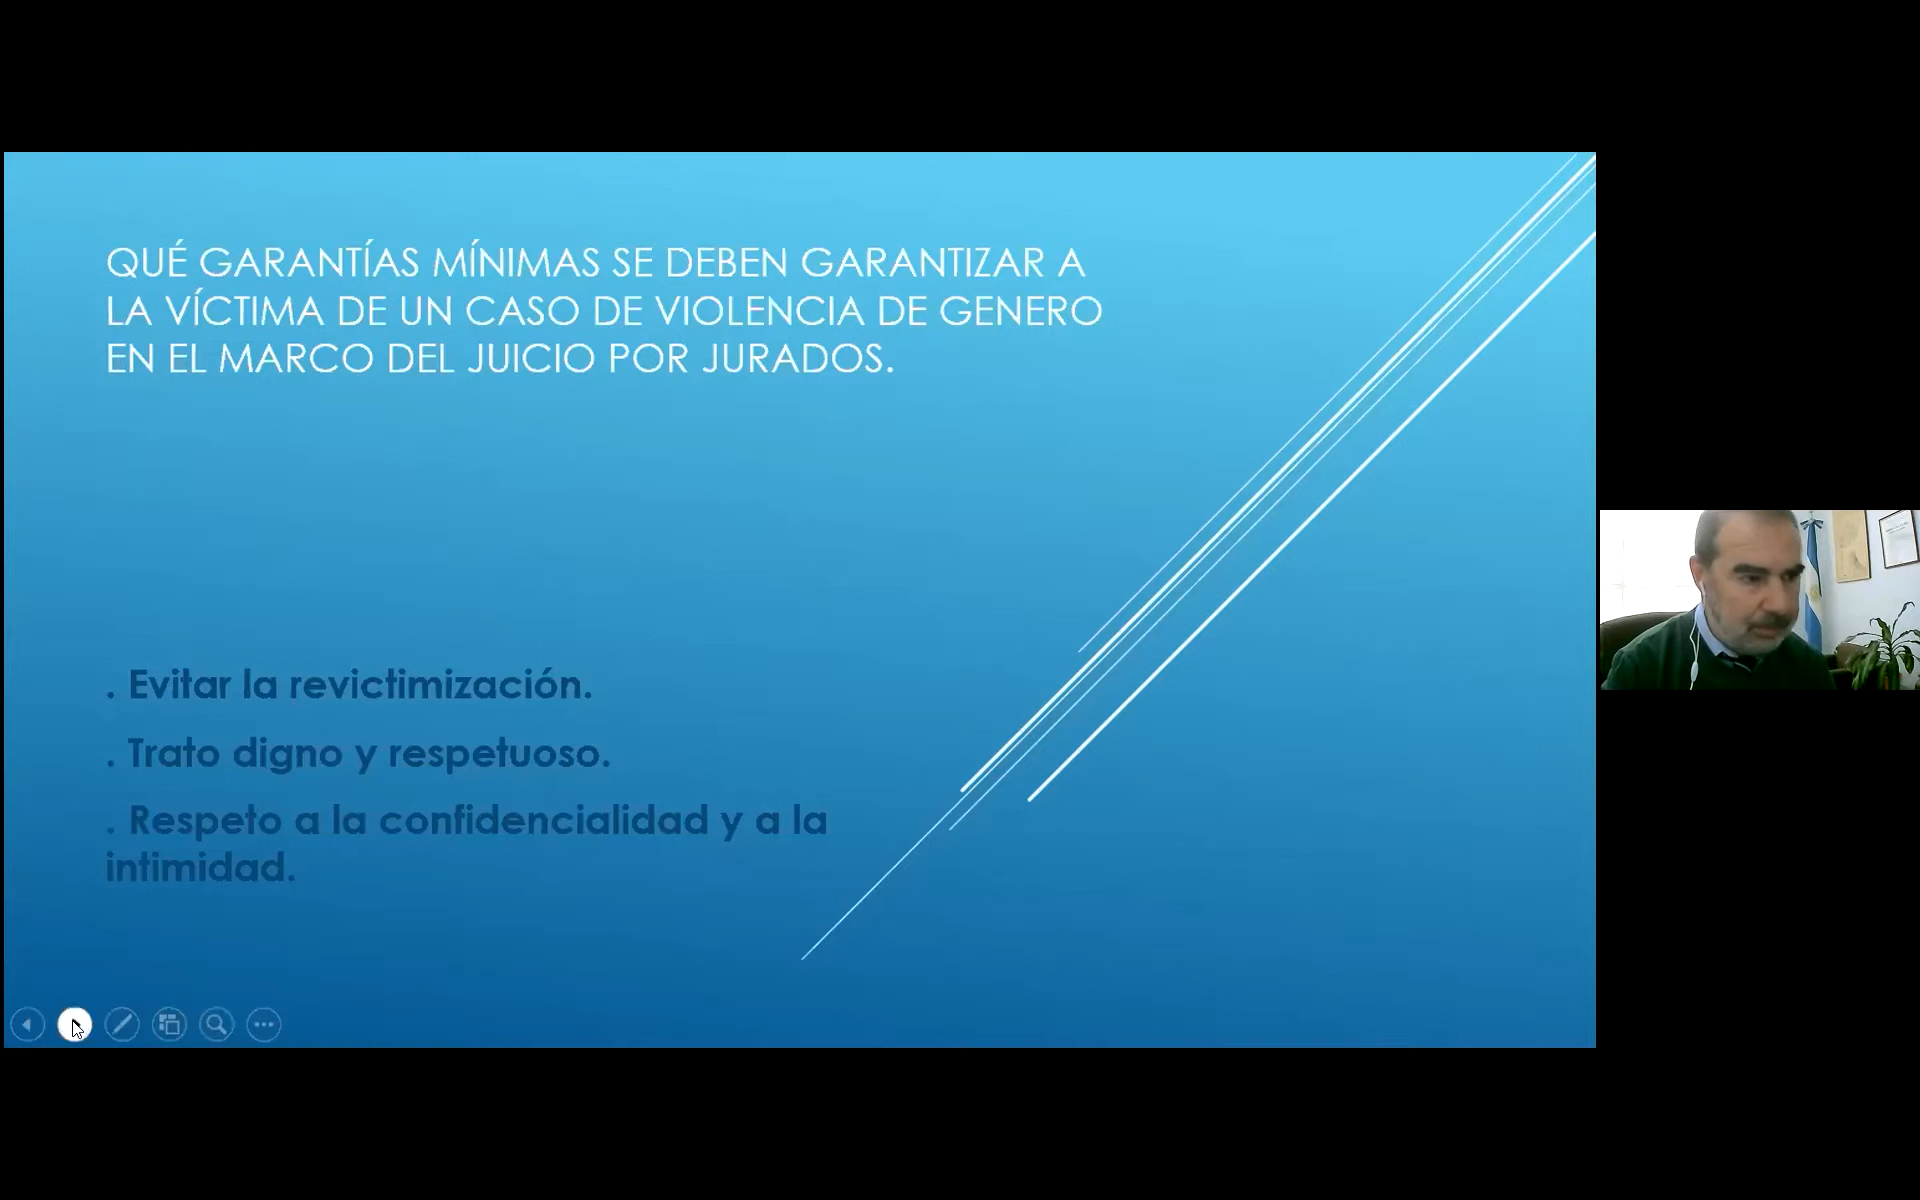 QUÉ GARANTÍAS MÍNIMAS SE DEBEN GARANTIZAR A
LA VÍCTIMA DE UN CASO DE VIOLENCIA DE GENERO
EN EL MARCO DEL JUICIO POR JURADOS.
. Evitar la revictimización.
. Trato digno y respetuoso.
. Respeto a la confidencialidad y a la
intimidad.